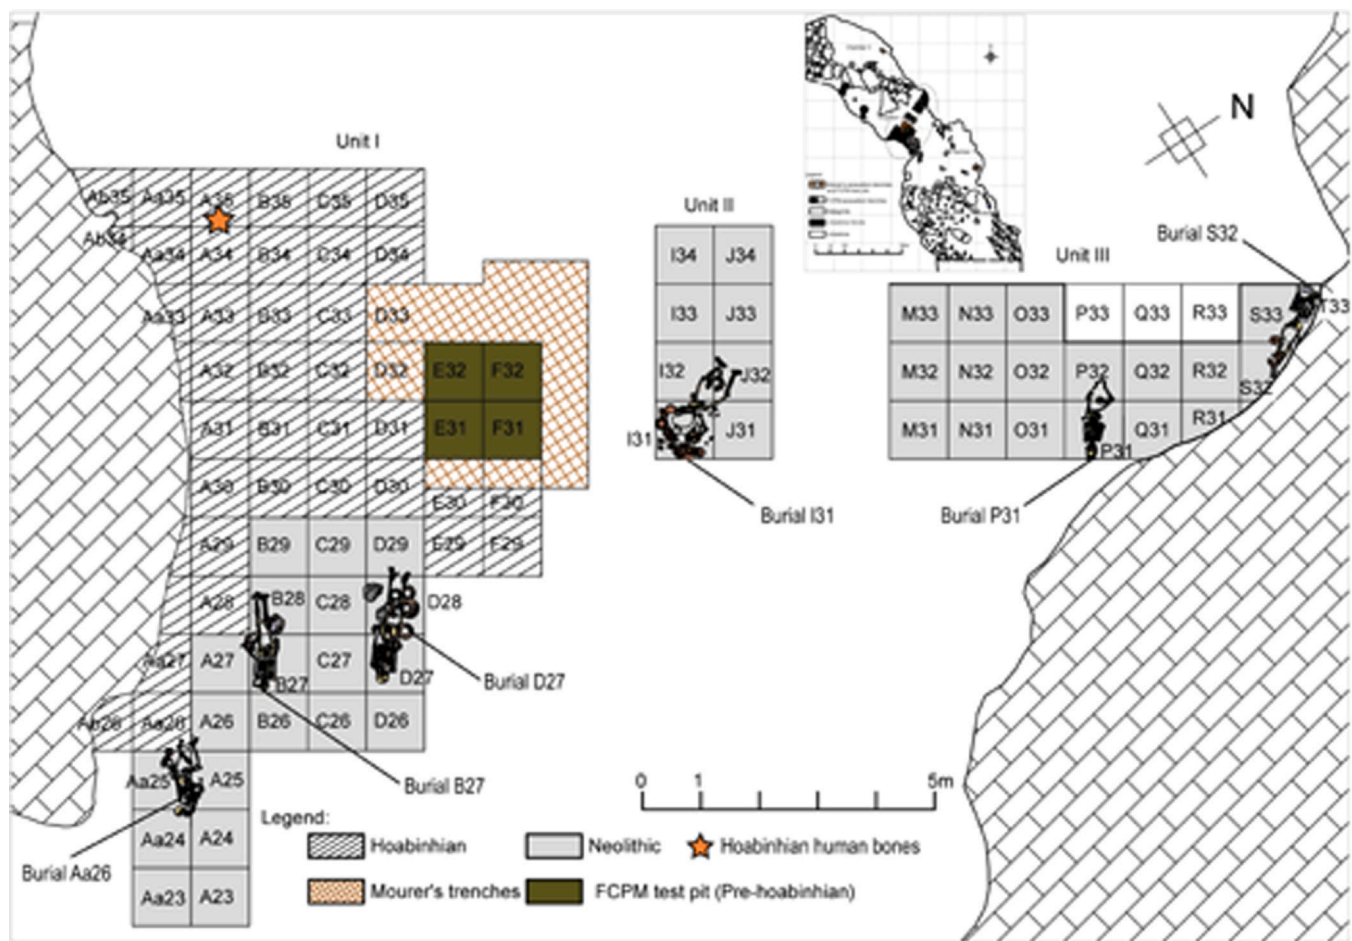 Unit I
Ab35 Aa35 A35 B35 C35 D35
Ab34 Aa34 A34 B34 C34 D34
Aa33 A33 B33 C33 D33
A32 B32 C32 D32 E32 F32
A31 B31 C31 D31 E31 F31
A30 B30 C30 D30 E30 F30
A29 B29 C29 D29 E29 F29
A28 B28 C28 D28
Aa27 A27 B27 C27 D27
Ab26 Aa26 A26 B26 C26 D26
Aa25 A25
Aa24 A24
Aa23 A23
Burial D27
Burial B27
Burial Aa26
Unit II
I34 J34
I33 J33
I32 J32
I31 J31
Burial I31
N
Unit III
Burial S32
M33 N33 O33 P33 Q33 R33 S33 T33
M32 N32 O32 P32 Q32 R32 S32
M31 N31 O31 P31 Q31 R31
Burial P31
0 1 5m
Legend:
Hoabinhian
Neolithic
Hoabinhian human bones
Mourer's trenches
FCPM test pit (Pre-hoabinhian)